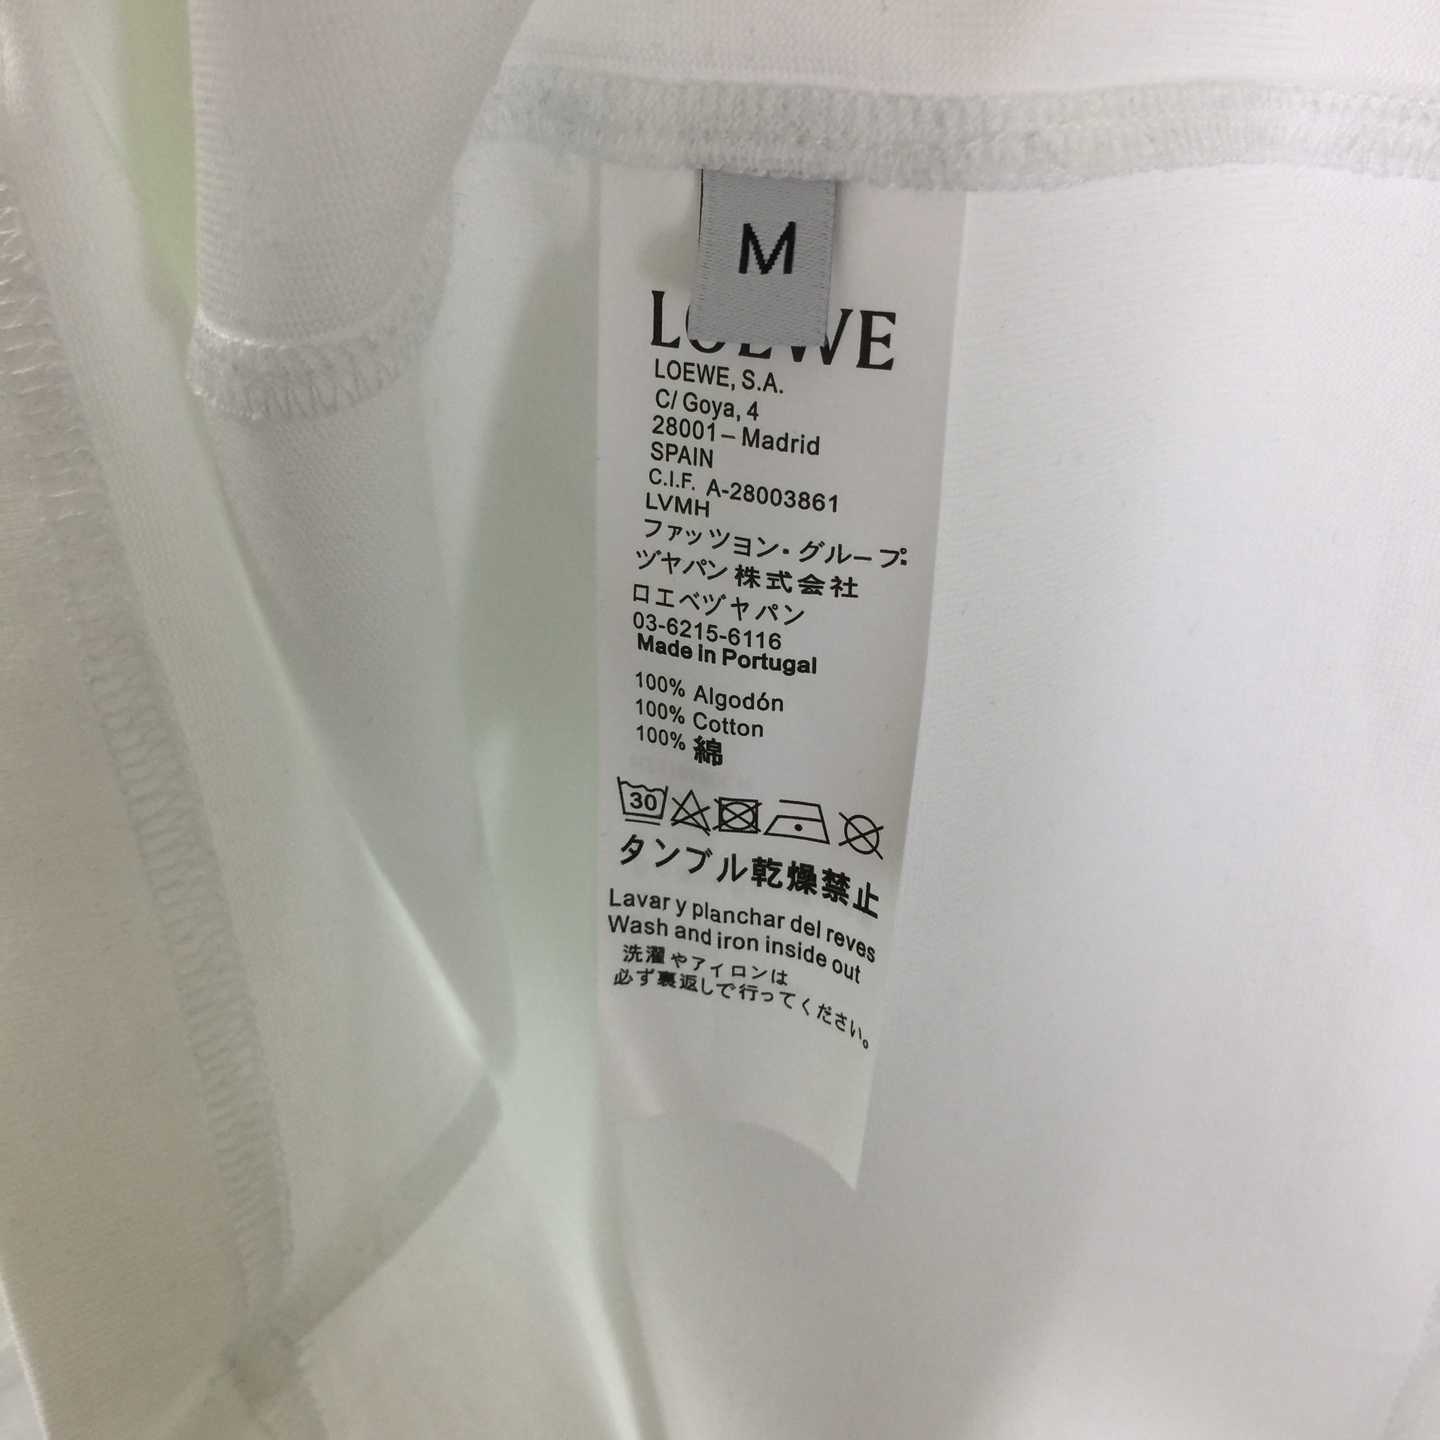 M
LOEWE
LOEWE, S.A.
C/ Goya, 4
28001 – Madrid
SPAIN
C.I.F. A-28003861
LVMH
ファッツョン・グループ
ヅヤパン 株式会社
ロエベヅヤパン
03-6215-6116
Made in Portugal
100% Algodón
100% Cotton
100% 綿
30
タンブル乾燥禁止
Lavar y planchar del reves
Wash and iron inside out
洗濯やアィロンは
必ず裏返しで行ってください。